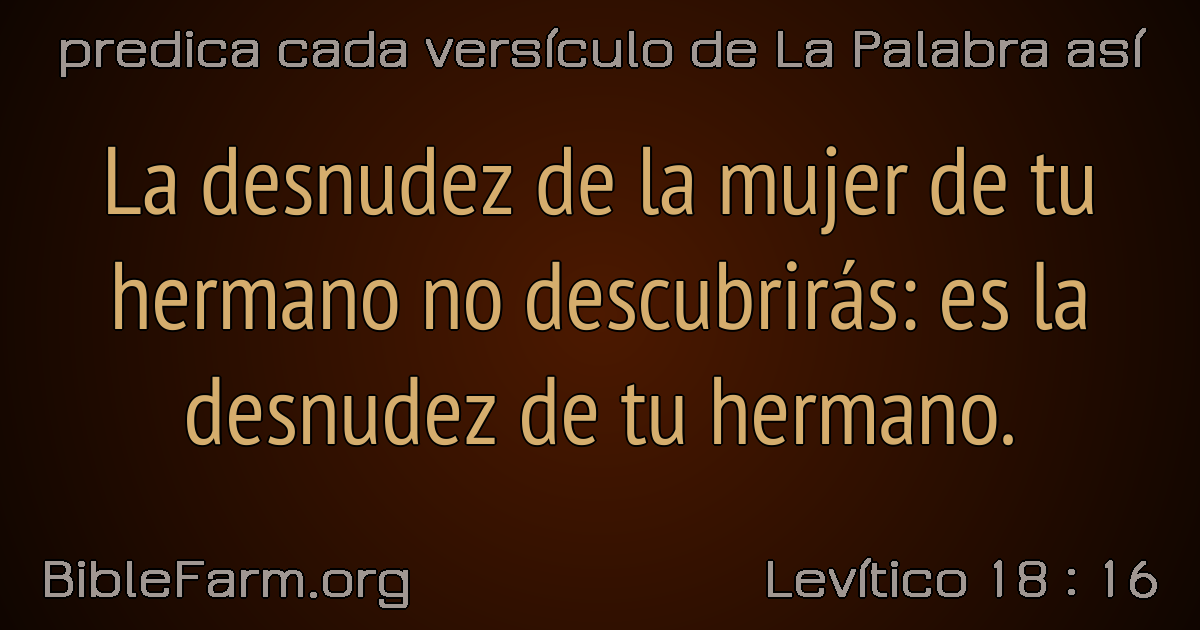 predica cada versículo de La Palabra así
La desnudez de la mujer de tu
hermano no descubrirás: es la
desnudez de tu hermano.
BibleFarm.org
Levítico 18 : 16